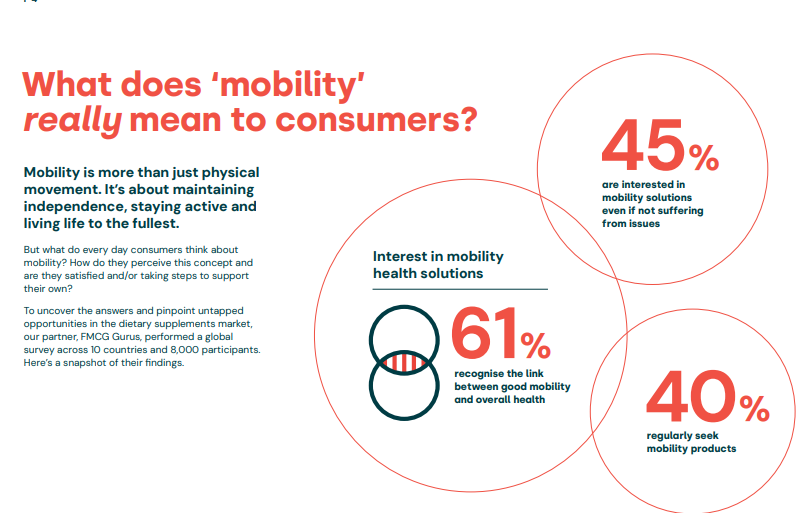 What does ‘mobility’
really mean to consumers?
Mobility is more than just physical
movement. It’s about maintaining
independence, staying active and
living life to the fullest.
But what do every day consumers think about
mobility? How do they perceive this concept and
are they satisfied and/or taking steps to support
their own?
To uncover the answers and pinpoint untapped
opportunities in the dietary supplements market,
our partner, FMCG Gurus, performed a global
survey across 10 countries and 8,000 participants.
Here’s a snapshot of their findings.
45%
are interested in
mobility solutions
even if not suffering
from issues
Interest in mobility
health solutions
61%
recognise the link
between good mobility
and overall health
40%
regularly seek
mobility products